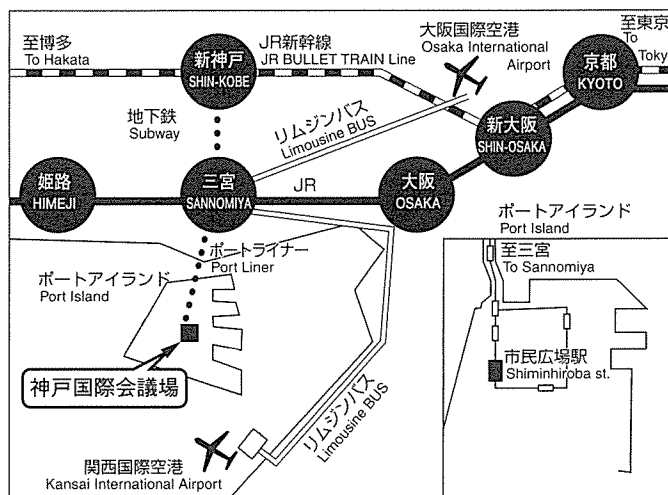 至博多
To Hakata
新神戸
SHIN-KOBE
JR新幹線
JR BULLET TRAIN Line
大阪国際空港
Osaka International
Airport
至東京
To
Toky
京都
KYOTO
地下鉄
Subway
リムジンバス
Limousine BUS
新大阪
SHIN-OSAKA
姫路
HIMEJI
三宮
SANNOMIYA
JR
大阪
OSAKA
ポートライナー
Port Liner
ポートアイランド
Port Island
神戸国際会議場
リムジンバス
Limousine BUS
関西国際空港
Kansai International Airport
ポートアイランド
Port Island
至三宮
To Sannomiya
市民広場駅
Shiminhiroba st.